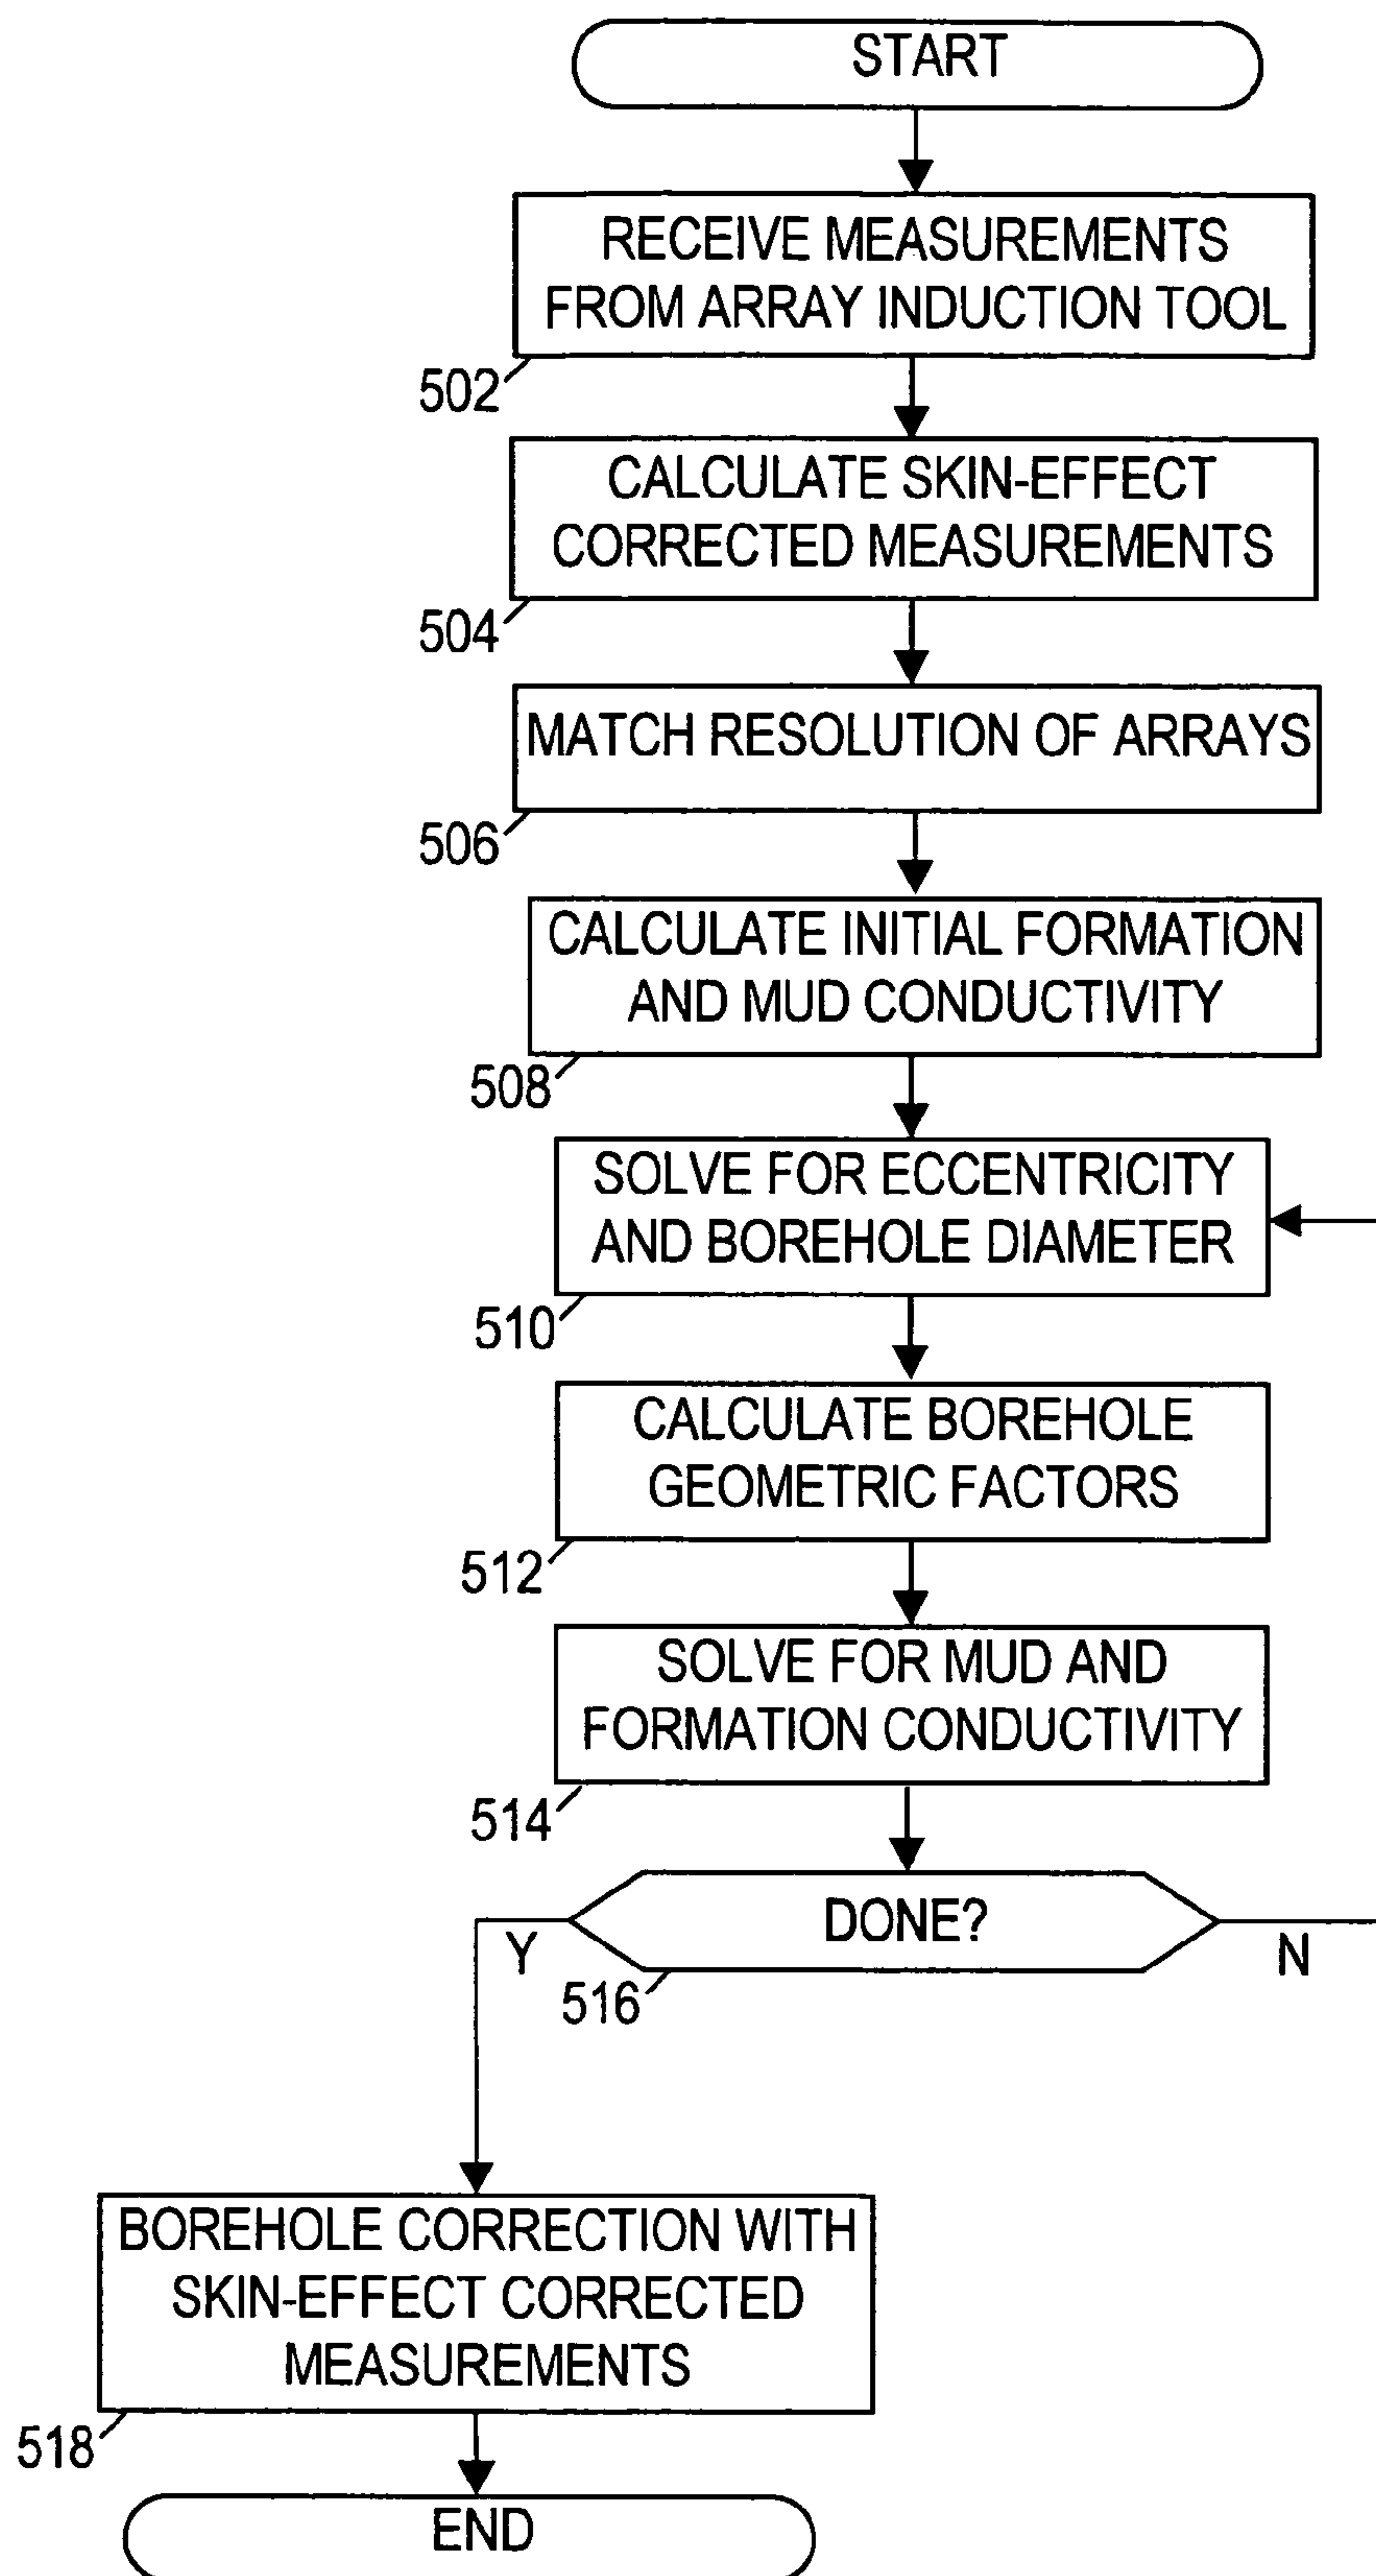 START
RECEIVE MEASUREMENTS
FROM ARRAY INDUCTION TOOL
502
CALCULATE SKIN-EFFECT
CORRECTED MEASUREMENTS
504
MATCH RESOLUTION OF ARRAYS
506
CALCULATE INITIAL FORMATION
AND MUD CONDUCTIVITY
508
SOLVE FOR ECCENTRICITY
AND BOREHOLE DIAMETER
510
CALCULATE BOREHOLE
GEOMETRIC FACTORS
512
SOLVE FOR MUD AND
FORMATION CONDUCTIVITY
514
DONE?
Y
N
516
BOREHOLE CORRECTION WITH
SKIN-EFFECT CORRECTED
MEASUREMENTS
518
END